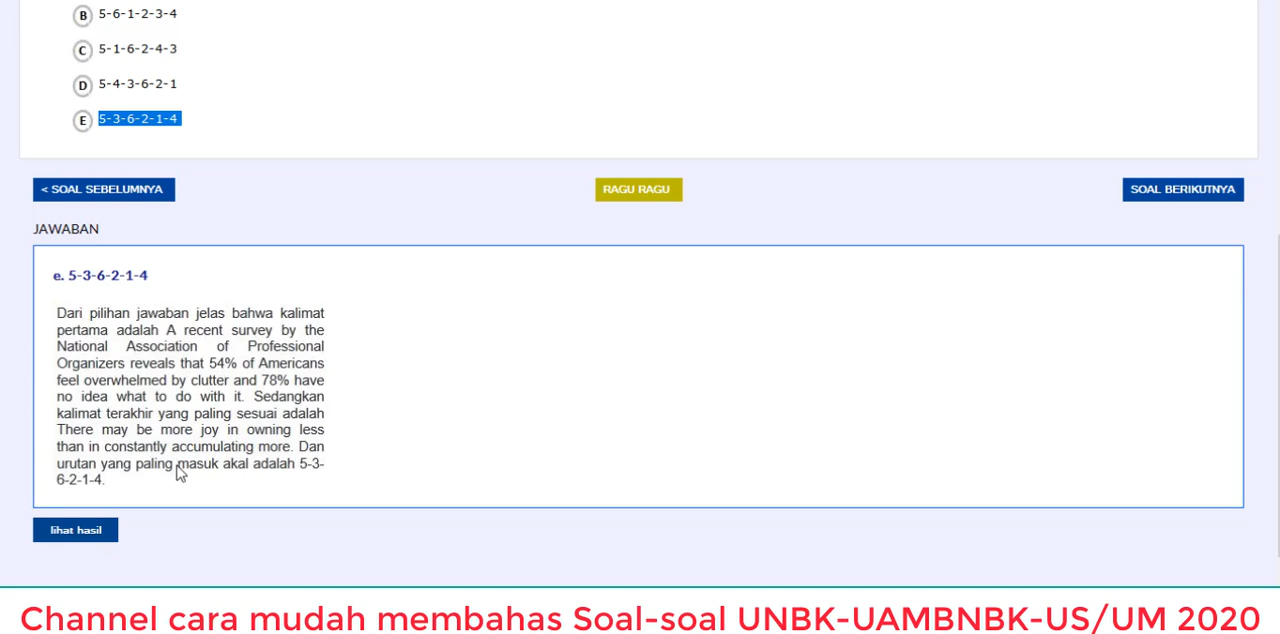 B 5-6-1-2-3-4
C 5-1-6-2-4-3
D 5-4-3-6-2-1
E 5-3-6-2-1-4
< SOAL SEBELUMNYA RAGU RAGU SOAL BERIKUTNYA
JAWABAN
e. 5-3-6-2-1-4
Dari pilihan jawaban jelas bahwa kalimat
pertama adalah A recent survey by the
National Association of Professional
Organizers reveals that 54% of Americans
feel overwhelmed by clutter and 78% have
no idea what to do with it. Sedangkan
kalimat terakhir yang paling sesuai adalah
There may be more joy in owning less
than in constantly accumulating more. Dan
urutan yang paling masuk akal adalah 5-3-
6-2-1-4.
lihat hasil
Channel cara mudah membahas Soal-soal UNBK-UAMBNBK-US/UM 2020